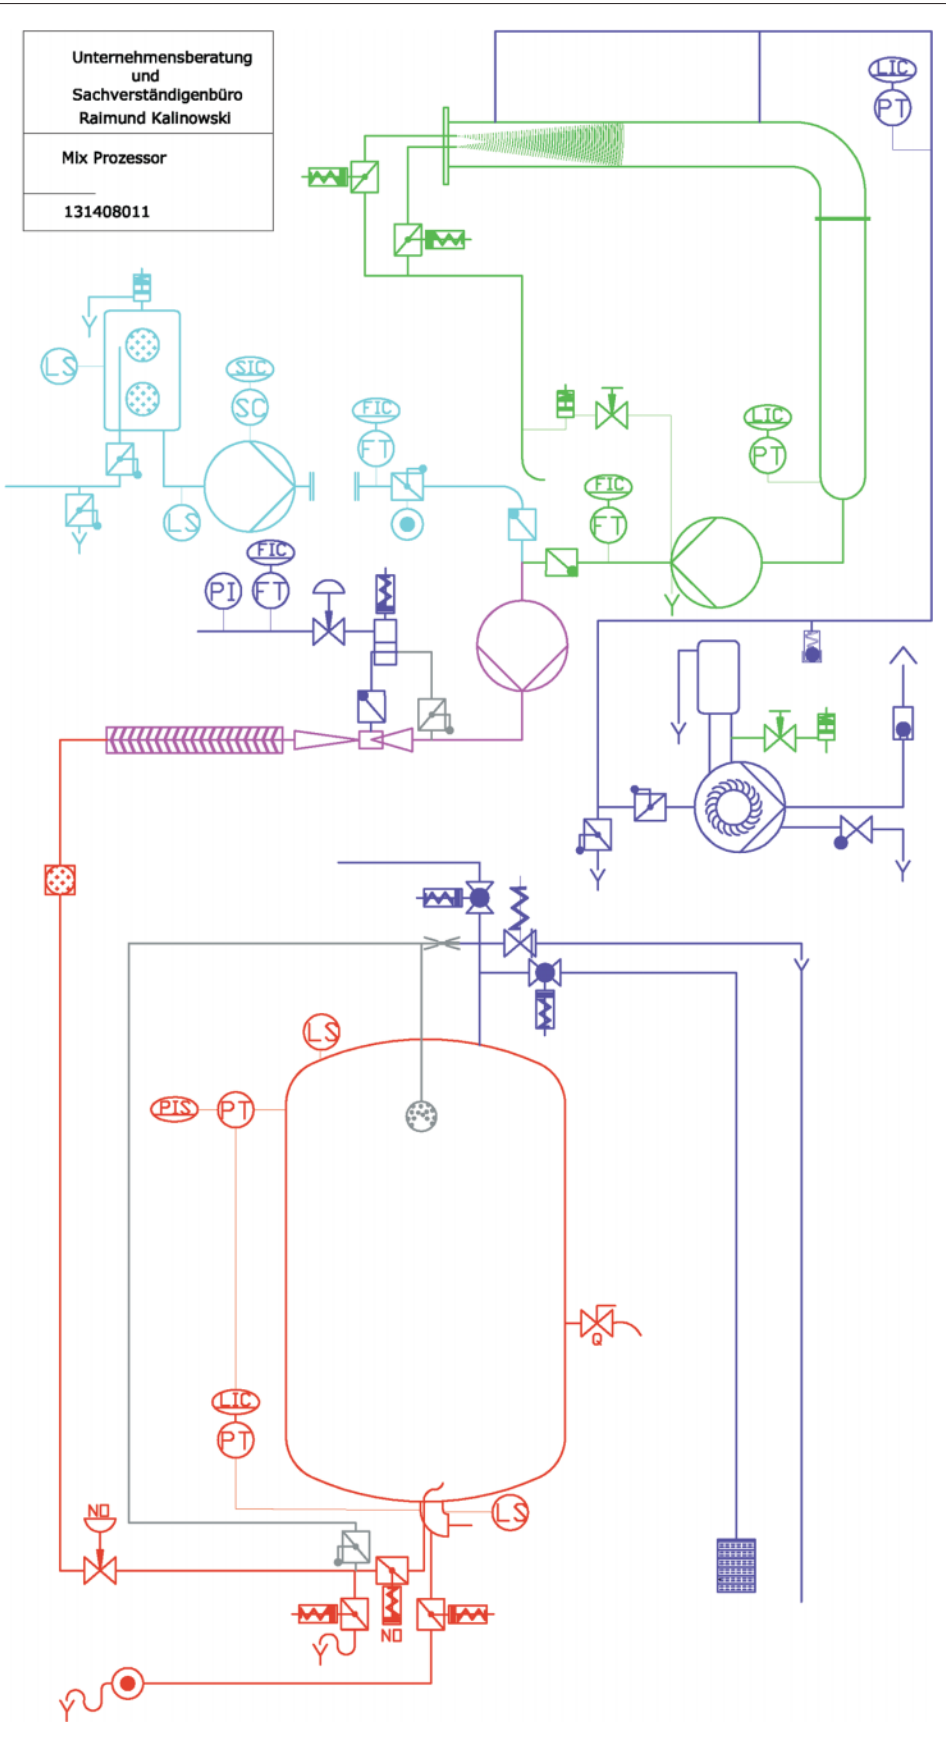 Unternehmensberatung
und
Sachverständigenbüro
Raimund Kalinowski
Mix Prozessor
131408011
LIC
PT
LS
SIC
SC
FIC
FT
LIC
PT
FIC
FT
LS
FIC
PI
FT
LS
PIS
PT
Q
LIC
PT
LS
NO
NO